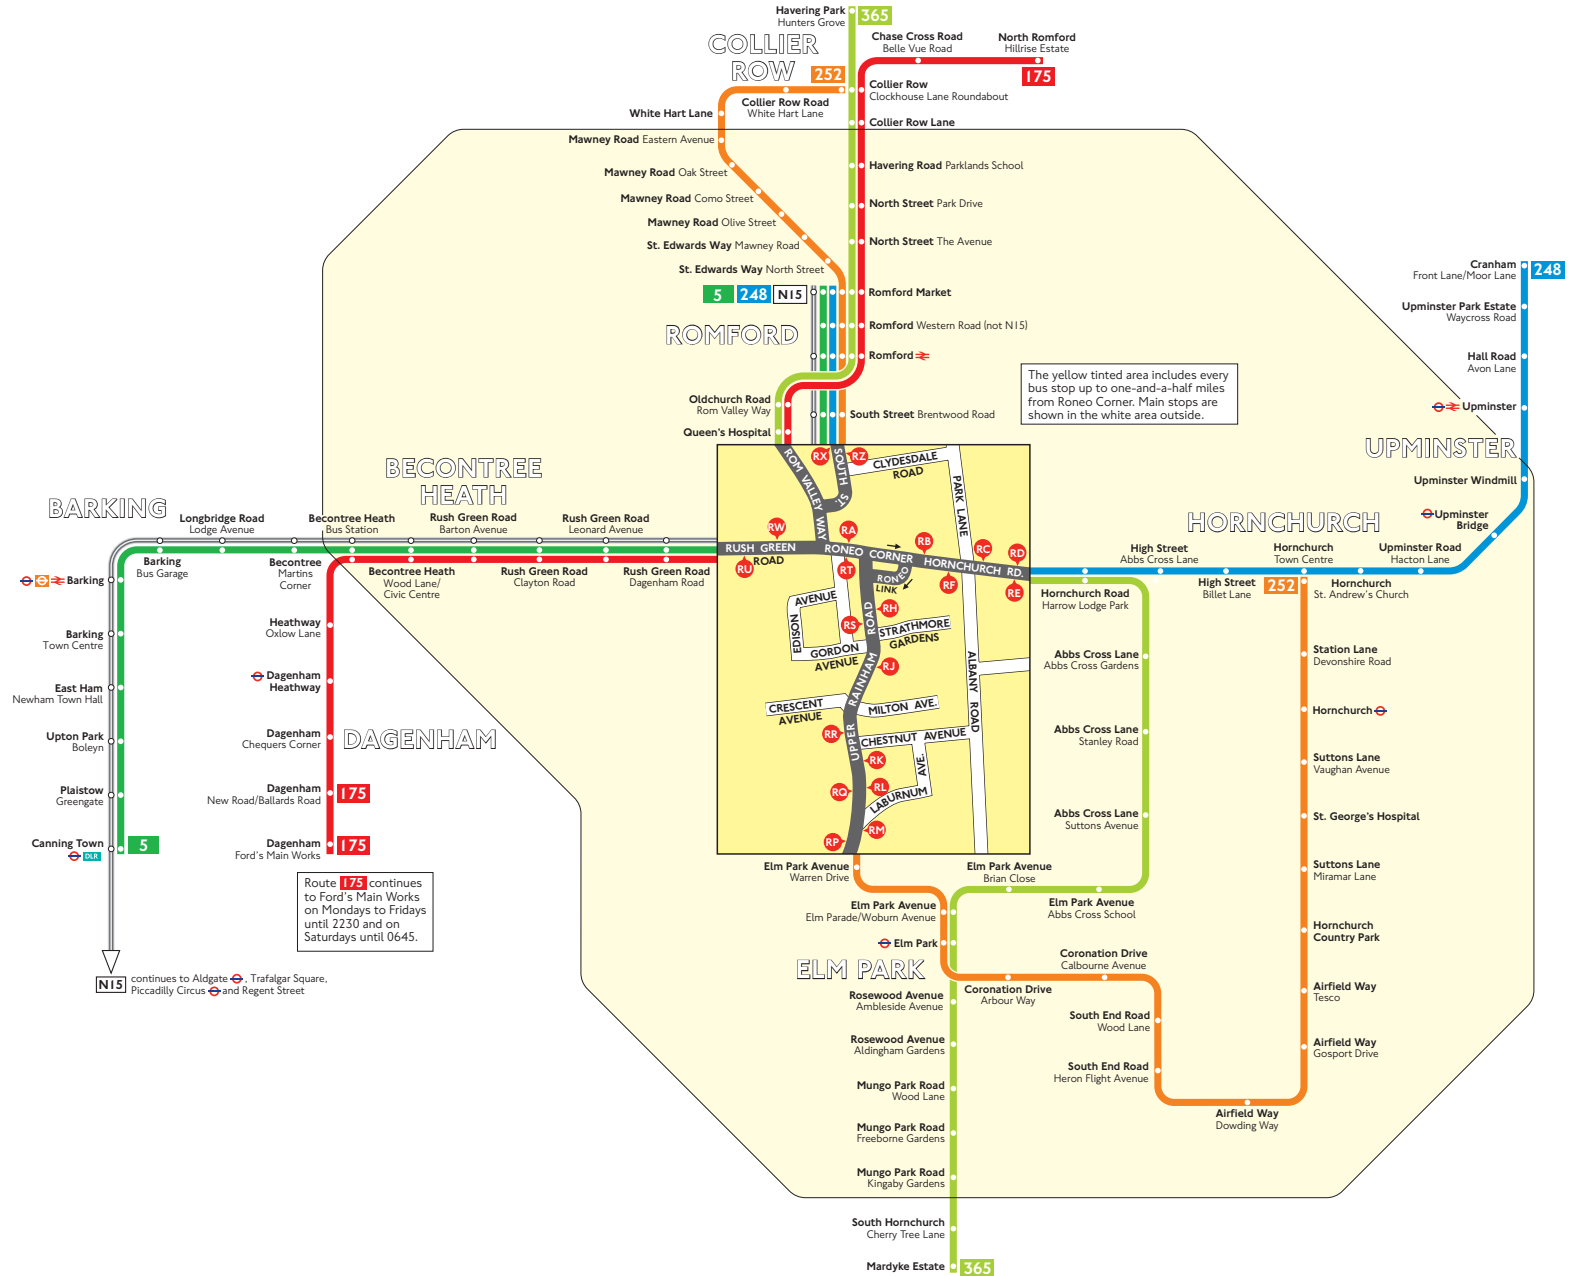 Havering Park
Hunters Grove
365
COLLIER
ROW
Chase Cross Road
Belle Vue Road
North Romford
Hillrise Estate
175
252
Collier Row Road
White Hart Lane
Collier Row
Clockhouse Lane Roundabout
White Hart Lane
Collier Row Lane
Mawney Road Eastern Avenue
Mawney Road Oak Street
Havering Road Parklands School
Mawney Road Como Street
North Street Park Drive
Mawney Road Olive Street
St. Edwards Way Mawney Road
North Street The Avenue
St. Edwards Way North Street
5 248 N15
Romford Market
ROMFORD
Romford Western Road (not N15)
Romford
Cranham
Front Lane/Moor Lane
248
Upminster Park Estate
Waycross Road
Hall Road
Avon Lane
Upminster
UPMINSTER
Upminster Windmill
Upminster
Bridge
The yellow tinted area includes every
bus stop up to one-and-a-half miles
from Roneo Corner. Main stops are
shown in the white area outside.
Oldchurch Road
Rom Valley Way
South Street Brentwood Road
Queen's Hospital
BECONTREE
HEATH
BARKING
Longbridge Road
Lodge Avenue
Becontree Heath
Bus Station
Rush Green Road
Barton Avenue
Rush Green Road
Leonard Avenue
Barking
Bus Garage
Becontree
Martins
Corner
Becontree Heath
Wood Lane/
Civic Centre
Rush Green Road
Clayton Road
Rush Green Road
Dagenham Road
Barking
Barking
Town Centre
East Ham
Newham Town Hall
Upton Park
Boleyn
Plaistow
Greengate
Canning Town
DLR
5
Heathway
Oxlow Lane
Dagenham
Heathway
Dagenham
Chequers Corner
DAGENHAM
Dagenham
New Road/Ballards Road
175
Dagenham
Ford's Main Works
175
Route 175 continues
to Ford's Main Works
on Mondays to Fridays
until 2230 and on
Saturdays until 0645.
N15
continues to Aldgate , Trafalgar Square,
Piccadilly Circus and Regent Street
ROM VALLEY WAY
RX
SOUTH ST.
RZ
CLYDESDALE
ROAD
PARK LANE
RW
RA
RB
RC
RD
RUSH GREEN
ROAD
RONEO CORNER
HORNCHURCH RD.
RU
RT
RONEO
LINK
RF
RE
AVENUE
EDISON
RH
RS
STRATHMORE
GARDENS
GORDON
AVENUE
RJ
UPPER RAINHAM ROAD
ALBANY ROAD
CRESCENT
AVENUE
MILTON AVE.
RR
CHESTNUT AVENUE
AVE.
RK
RQ
RL
LABURNUM
RM
RP
HORNCHURCH
High Street
Abbs Cross Lane
Hornchurch
Town Centre
Upminster Road
Hacton Lane
Hornchurch Road
Harrow Lodge Park
High Street
Billet Lane
252
Hornchurch
St. Andrew's Church
Abbs Cross Lane
Abbs Cross Gardens
Abbs Cross Lane
Stanley Road
Abbs Cross Lane
Suttons Avenue
Station Lane
Devonshire Road
Hornchurch
Suttons Lane
Vaughan Avenue
St. George's Hospital
Suttons Lane
Miramar Lane
Hornchurch
Country Park
Airfield Way
Tesco
Airfield Way
Gosport Drive
Elm Park Avenue
Warren Drive
Elm Park Avenue
Brian Close
Elm Park Avenue
Elm Parade/Woburn Avenue
Elm Park Avenue
Abbs Cross School
Elm Park
ELM PARK
Coronation Drive
Calbourne Avenue
Coronation Drive
Arbour Way
Rosewood Avenue
Ambleside Avenue
South End Road
Wood Lane
Rosewood Avenue
Aldingham Gardens
South End Road
Heron Flight Avenue
Mungo Park Road
Wood Lane
Airfield Way
Dowding Way
Mungo Park Road
Freeborne Gardens
Mungo Park Road
Kingaby Gardens
South Hornchurch
Cherry Tree Lane
Mardyke Estate
365